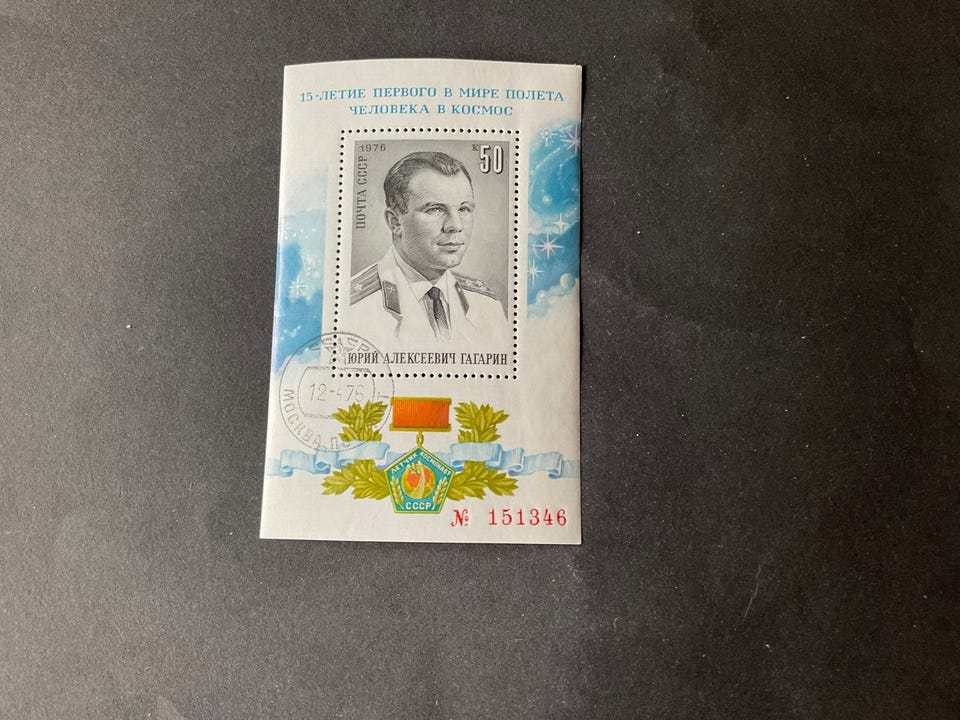 15-ЛЕТИЕ ПЕРВОГО В МИРЕ ПОЛЕТА
ЧЕЛОВЕКА В КОСМОС
1976
К 50
ПОЧТА СССР
ЮРИЙ АЛЕКСЕЕВИЧ ГАГАРИН
12-4-76
МОСКВА
ЛЕТЧИК КОСМОНАВТ
СССР
№ 151346